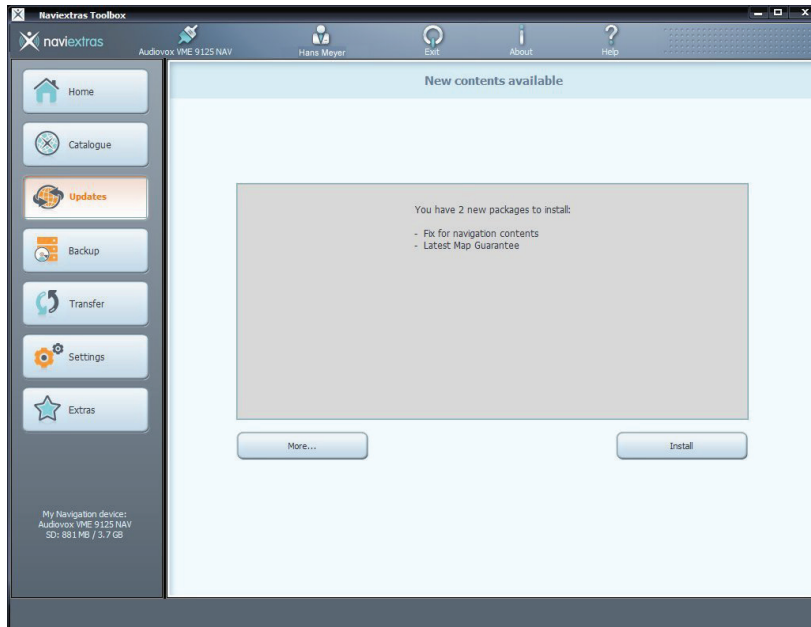 Naviextras Toolbox
naviextras
Audiovox VME 9125 NAV
Hans Meyer
Exit
About
Help
Home
Catalogue
Updates
Backup
Transfer
Settings
Extras
My Navigation device:
Audiovox VME 9125 NAV
SD: 881 MB / 3.7 GB
New contents available
You have 2 new packages to install:
- Fix for navigation contents
- Latest Map Guarantee
More...
Install